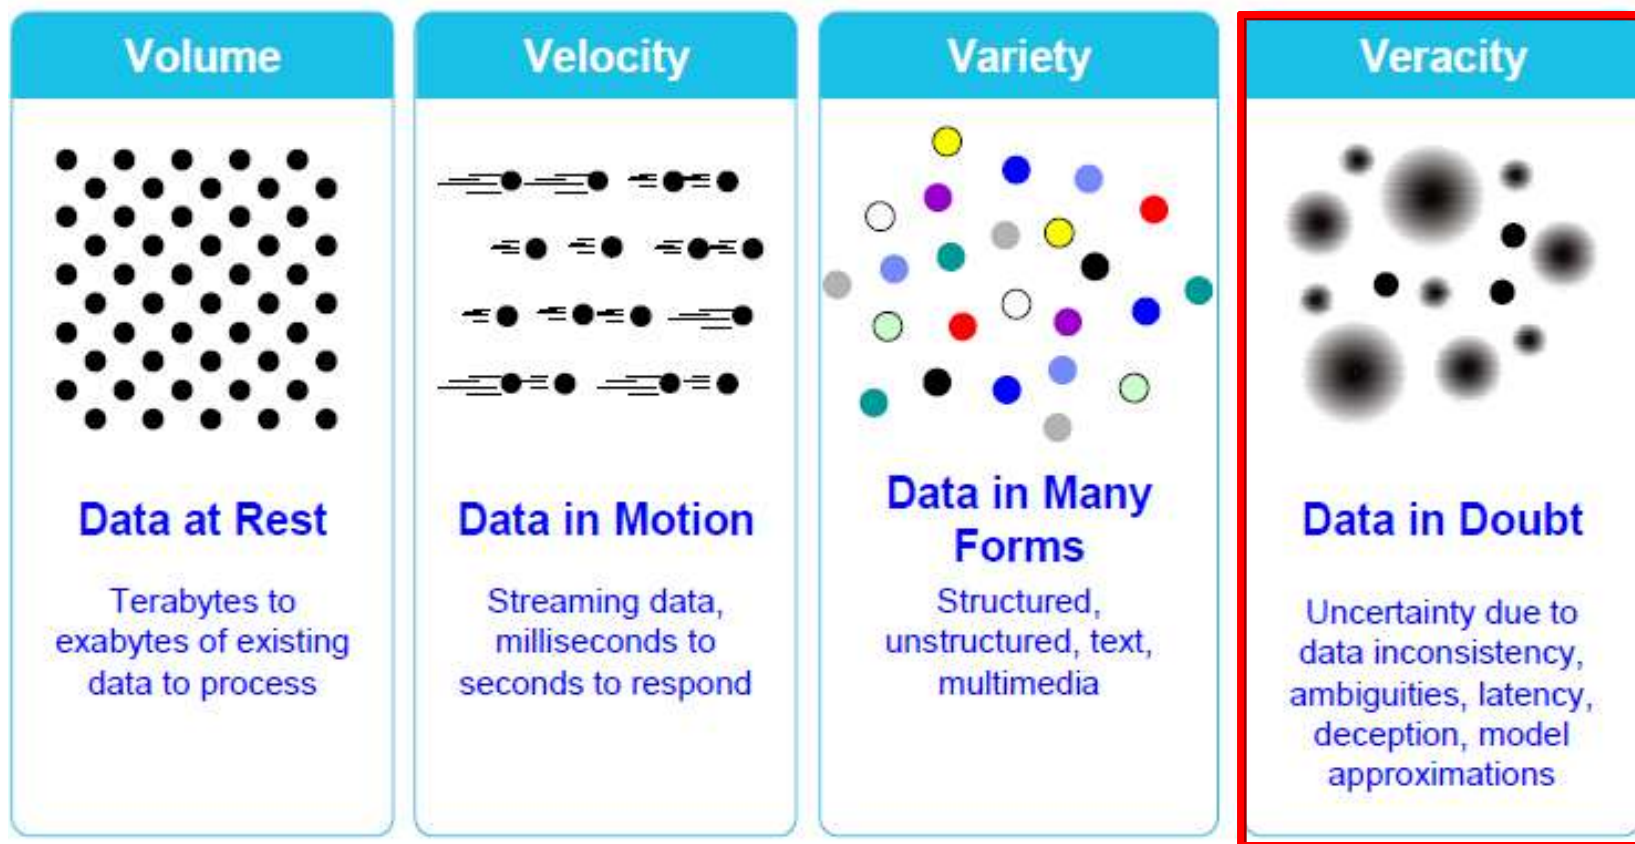 Volume
Data at Rest
Terabytes to
exabytes of existing
data to process
Velocity
Data in Motion
Streaming data,
milliseconds to
seconds to respond
Variety
Data in Many
Forms
Structured,
unstructured, text,
multimedia
Veracity
Data in Doubt
Uncertainty due to
data inconsistency,
ambiguities, latency,
deception, model
approximations